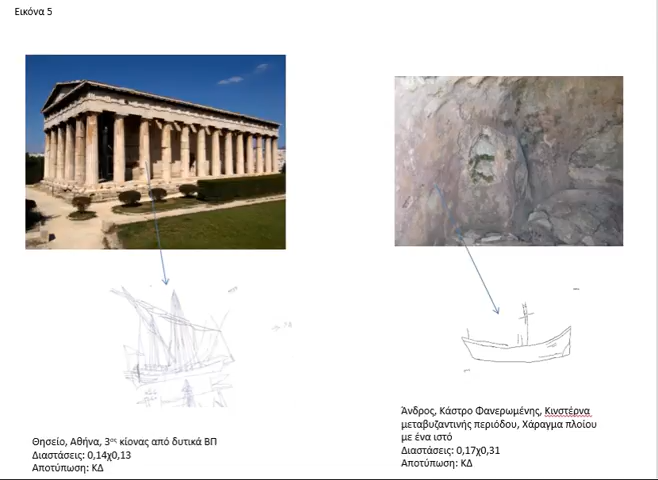 Εικόνα 5
Θησείο, Αθήνα, 3ος κίονας από δυτικά ΒΠ
Διαστάσεις: 0,14χ0,13
Αποτύπωση: ΚΔ
Άνδρος, Κάστρο Φανερωμένης, Κινστέρνα
μεταβυζαντινής περιόδου, Χάραγμα πλοίου
με ένα ιστό
Διαστάσεις: 0,17χ0,31
Αποτύπωση: ΚΔ